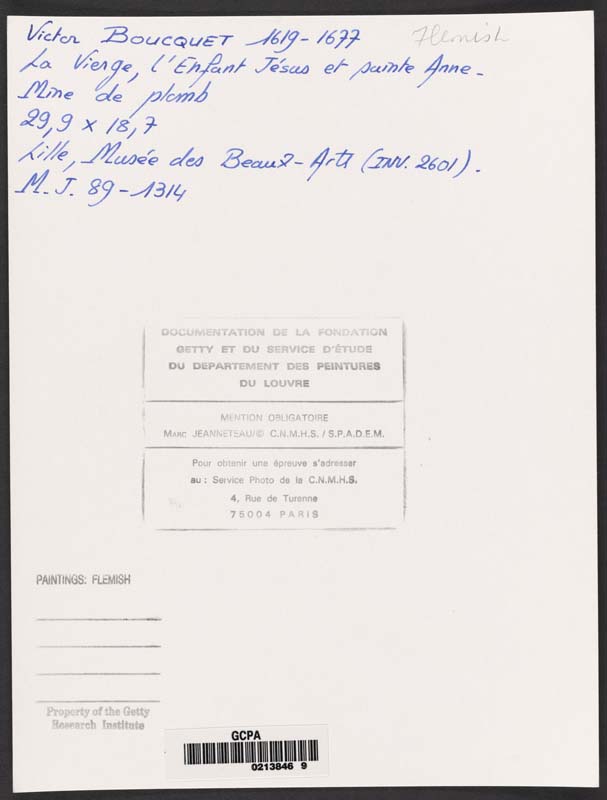 Victor BOUCQUET 1619-1677 Flemish
La Vierge, l'Enfant Jésus et sainte Anne-
Mine de plomb
29,9 x 18,7
Lille, Musée des Beaux-Arts (INV. 2601).
M.J. 89-1314
DOCUMENTATION DE LA FONDATION
GETTY ET DU SERVICE D'ÉTUDE
DU DEPARTEMENT DES PEINTURES
DU LOUVRE
MENTION OBLIGATOIRE
MARC JEANNETEAU/© C.N.M.H.S. / S.P.A.D.E.M.
Pour obtenir une épreuve s'adresser
au : Service Photo de la C.N.M.H.S.
4, Rue de Turenne
75004 PARIS
PAINTINGS: FLEMISH
Property of the Getty
Research Institute
GCPA
0213846 9